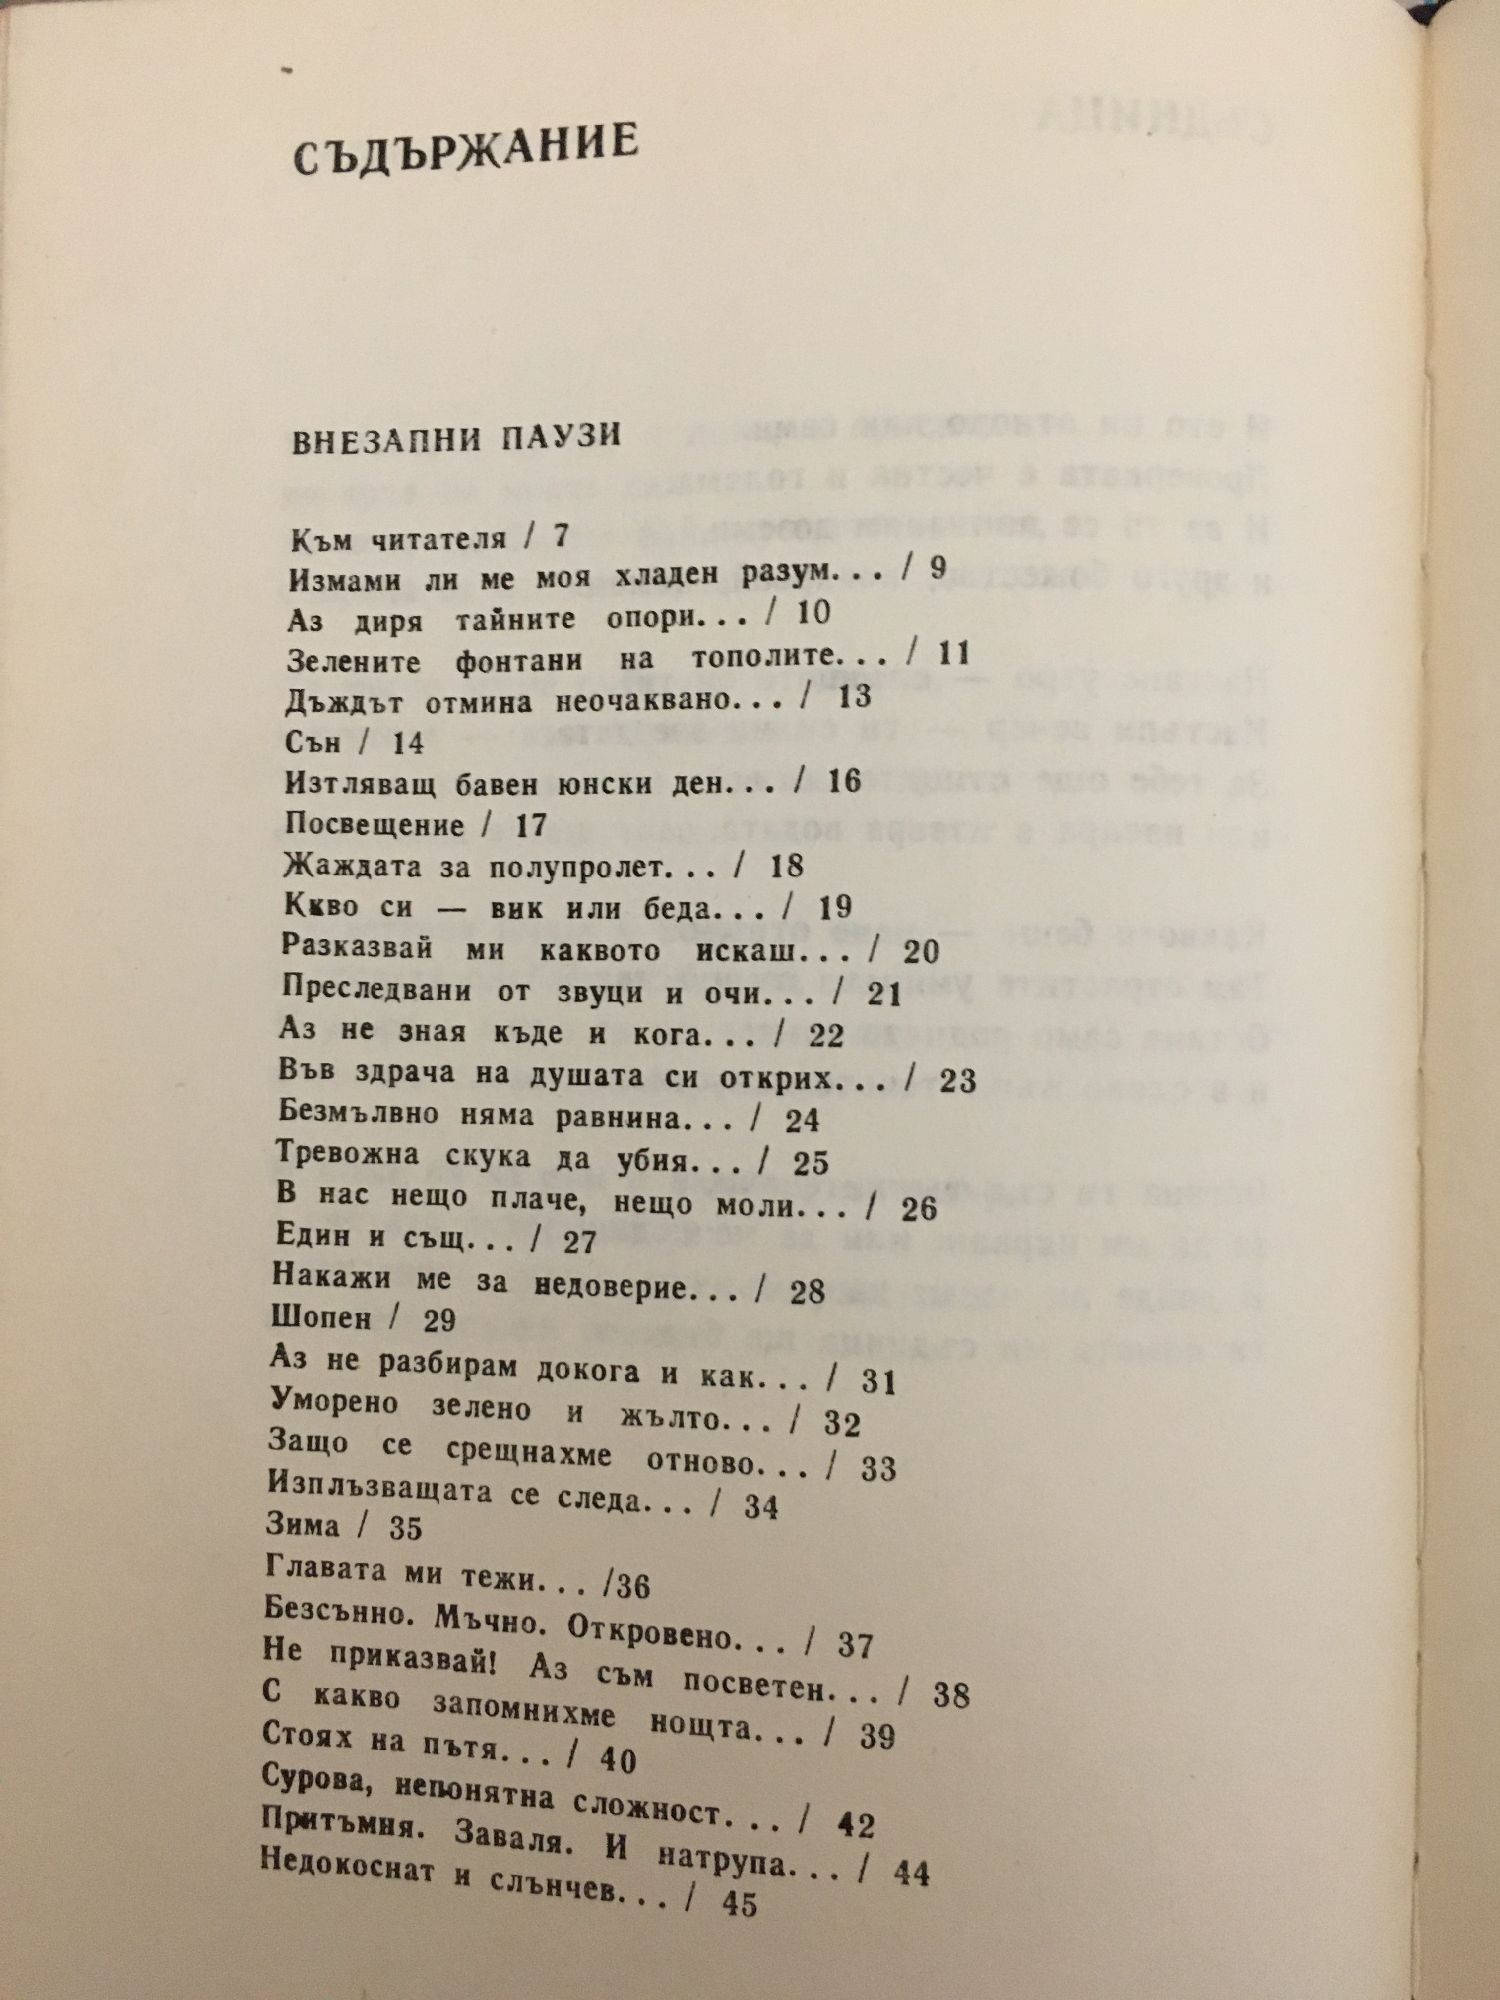 СЪДЪРЖАНИЕ
ВНЕЗАПНИ ПАУЗИ
Към читателя / 7
Измами ли ме моя хладен разум... / 9
Аз диря тайните опори... / 10
Зелените фонтани на тополите... / 11
Дъждът отмина неочаквано... / 13
Сън / 14
Изтляващ бавен юнски ден... / 16
Посвещение / 17
Жаждата за полупролет... / 18
Какво си — вик или беда... / 19
Разказвай ми каквото искаш... / 20
Преследвани от звуци и очи... / 21
Аз не зная къде и кога... / 22
Във здрача на душата си открих... / 23
Безмълвно няма равнина... / 24
Тревожна скука да убия... / 25
В нас нещо плаче, нещо моли... / 26
Един и същ... / 27
Накажи ме за недоверие... / 28
Шопен / 29
Аз не разбирам докога и как... / 31
Уморено зелено и жълто... / 32
Защо се срещнахме отново... / 33
Изплъзващата се следа... / 34
Зима / 35
Главата ми тежи... /36
Безсънно. Мъчно. Откровено... / 37
Не приказвай! Аз съм посветен... / 38
С какво запомнихме нощта... / 39
Стоях на пътя... / 40
Сурова, непонятна сложност... / 42
Притъмня. Заваля. И натрупа... / 44
Недокоснат и слънчев... / 45